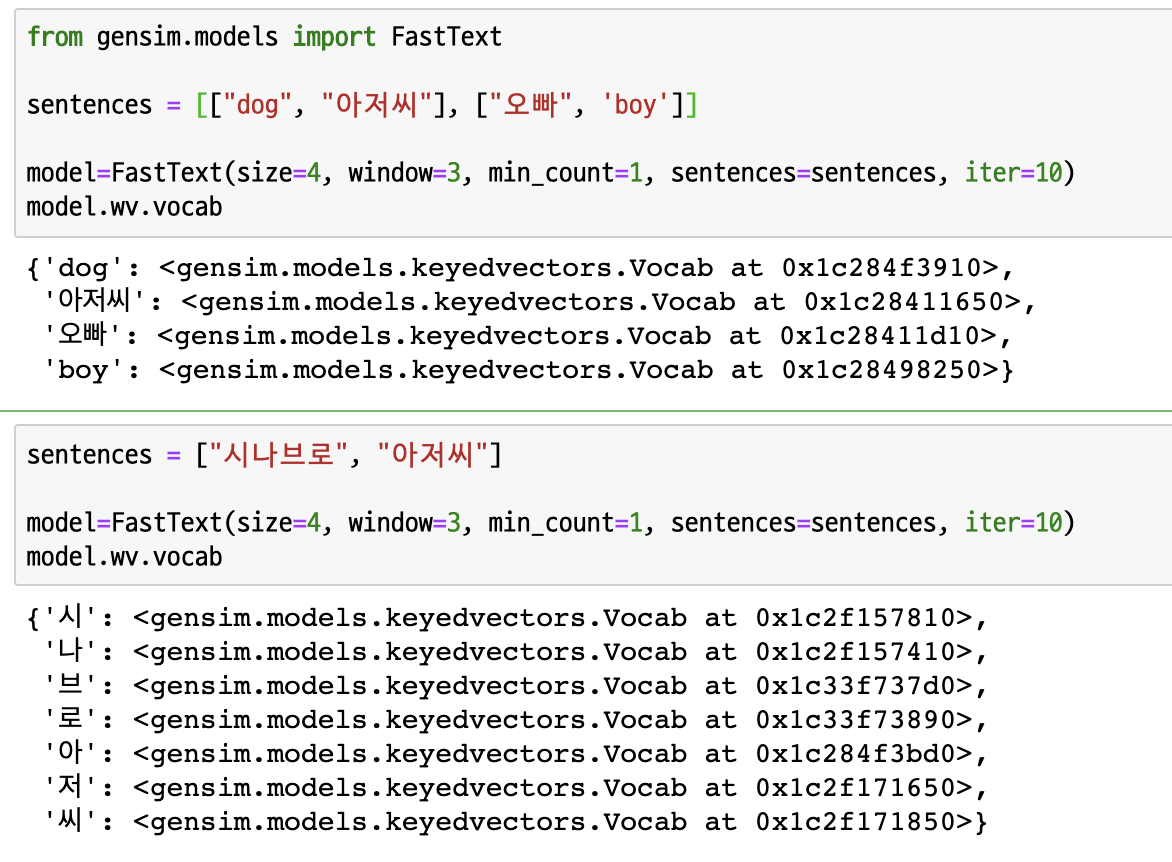 from gensim.models import FastText
sentences = [["dog", "아저씨"], ["오빠", 'boy']]
model=FastText(size=4, window=3, min_count=1, sentences=sentences, iter=10)
model.wv.vocab
{'dog': <gensim.models.keyedvectors.Vocab at 0x1c284f3910>,
'아저씨': <gensim.models.keyedvectors.Vocab at 0x1c28411650>,
'오빠': <gensim.models.keyedvectors.Vocab at 0x1c28411d10>,
'boy': <gensim.models.keyedvectors.Vocab at 0x1c28498250>}
sentences = ["시나브로", "아저씨"]
model=FastText(size=4, window=3, min_count=1, sentences=sentences, iter=10)
model.wv.vocab
{'시': <gensim.models.keyedvectors.Vocab at 0x1c2f157810>,
'나': <gensim.models.keyedvectors.Vocab at 0x1c2f157410>,
'브': <gensim.models.keyedvectors.Vocab at 0x1c33f737d0>,
'로': <gensim.models.keyedvectors.Vocab at 0x1c33f73890>,
'아': <gensim.models.keyedvectors.Vocab at 0x1c284f3bd0>,
'저': <gensim.models.keyedvectors.Vocab at 0x1c2f171650>,
'씨': <gensim.models.keyedvectors.Vocab at 0x1c2f171850>}